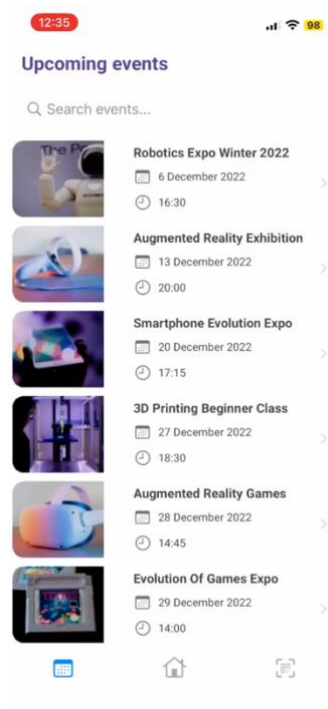 12:35
98
Upcoming events
Search events...
The P
Robotics Expo Winter 2022
6 December 2022
16:30
Augmented Reality Exhibition
13 December 2022
20:00
Smartphone Evolution Expo
20 December 2022
17:15
3D Printing Beginner Class
27 December 2022
18:30
Augmented Reality Games
28 December 2022
14:45
Evolution Of Games Expo
29 December 2022
14:00
TETRIS